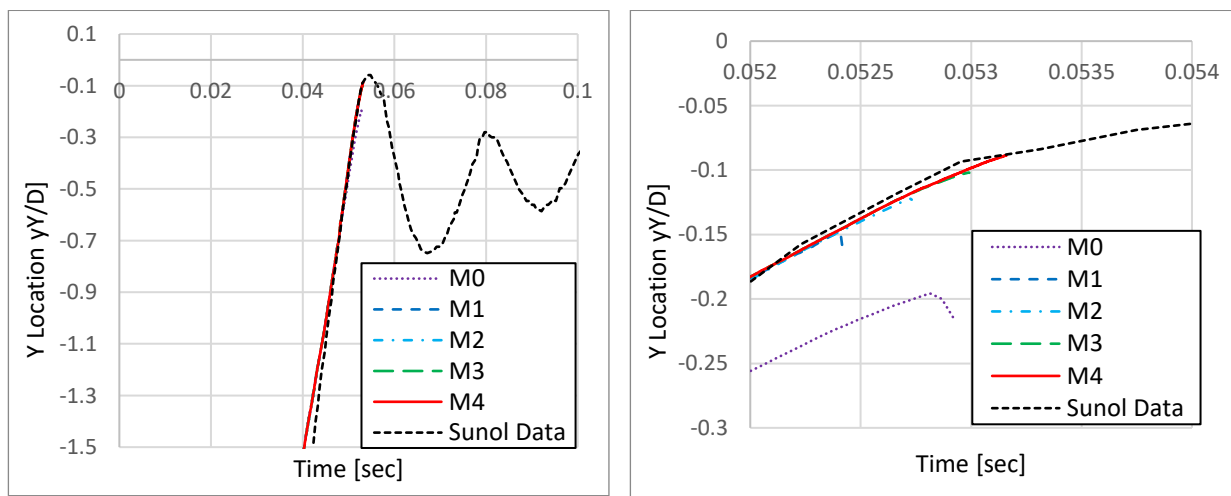 0.1
-0.1
-0.3
-0.5
-0.7
-0.9
-1.1
-1.3
-1.5
0 0.02 0.04 0.06 0.08 0.1
Y Location yY/D]
Time [sec]
M0
M1
M2
M3
M4
Sunol Data
0
-0.05
-0.1
-0.15
-0.2
-0.25
-0.3
0.052 0.0525 0.053 0.0535 0.054
Y Location yY/D]
Time [sec]
M0
M1
M2
M3
M4
Sunol Data